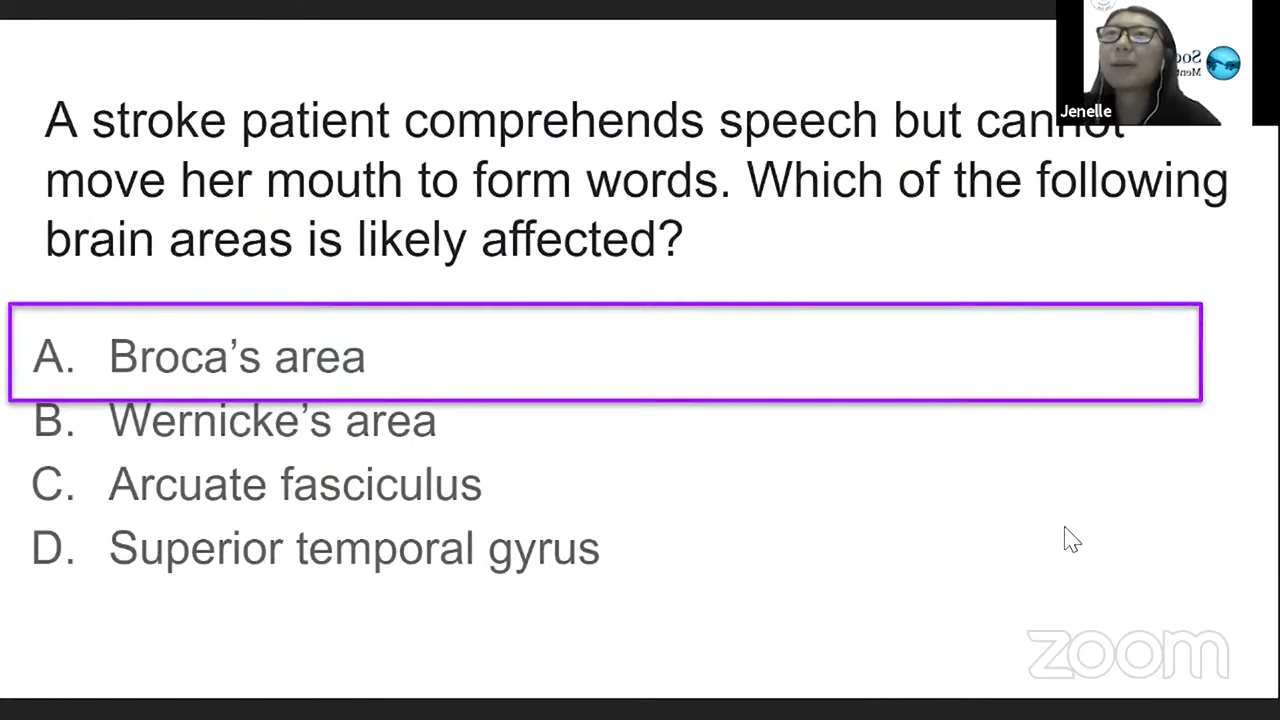 A stroke patient comprehends speech but cannot
move her mouth to form words. Which of the following
brain areas is likely affected?
A. Broca's area
B. Wernicke's area
C. Arcuate fasciculus
D. Superior temporal gyrus
Jenelle
zoom